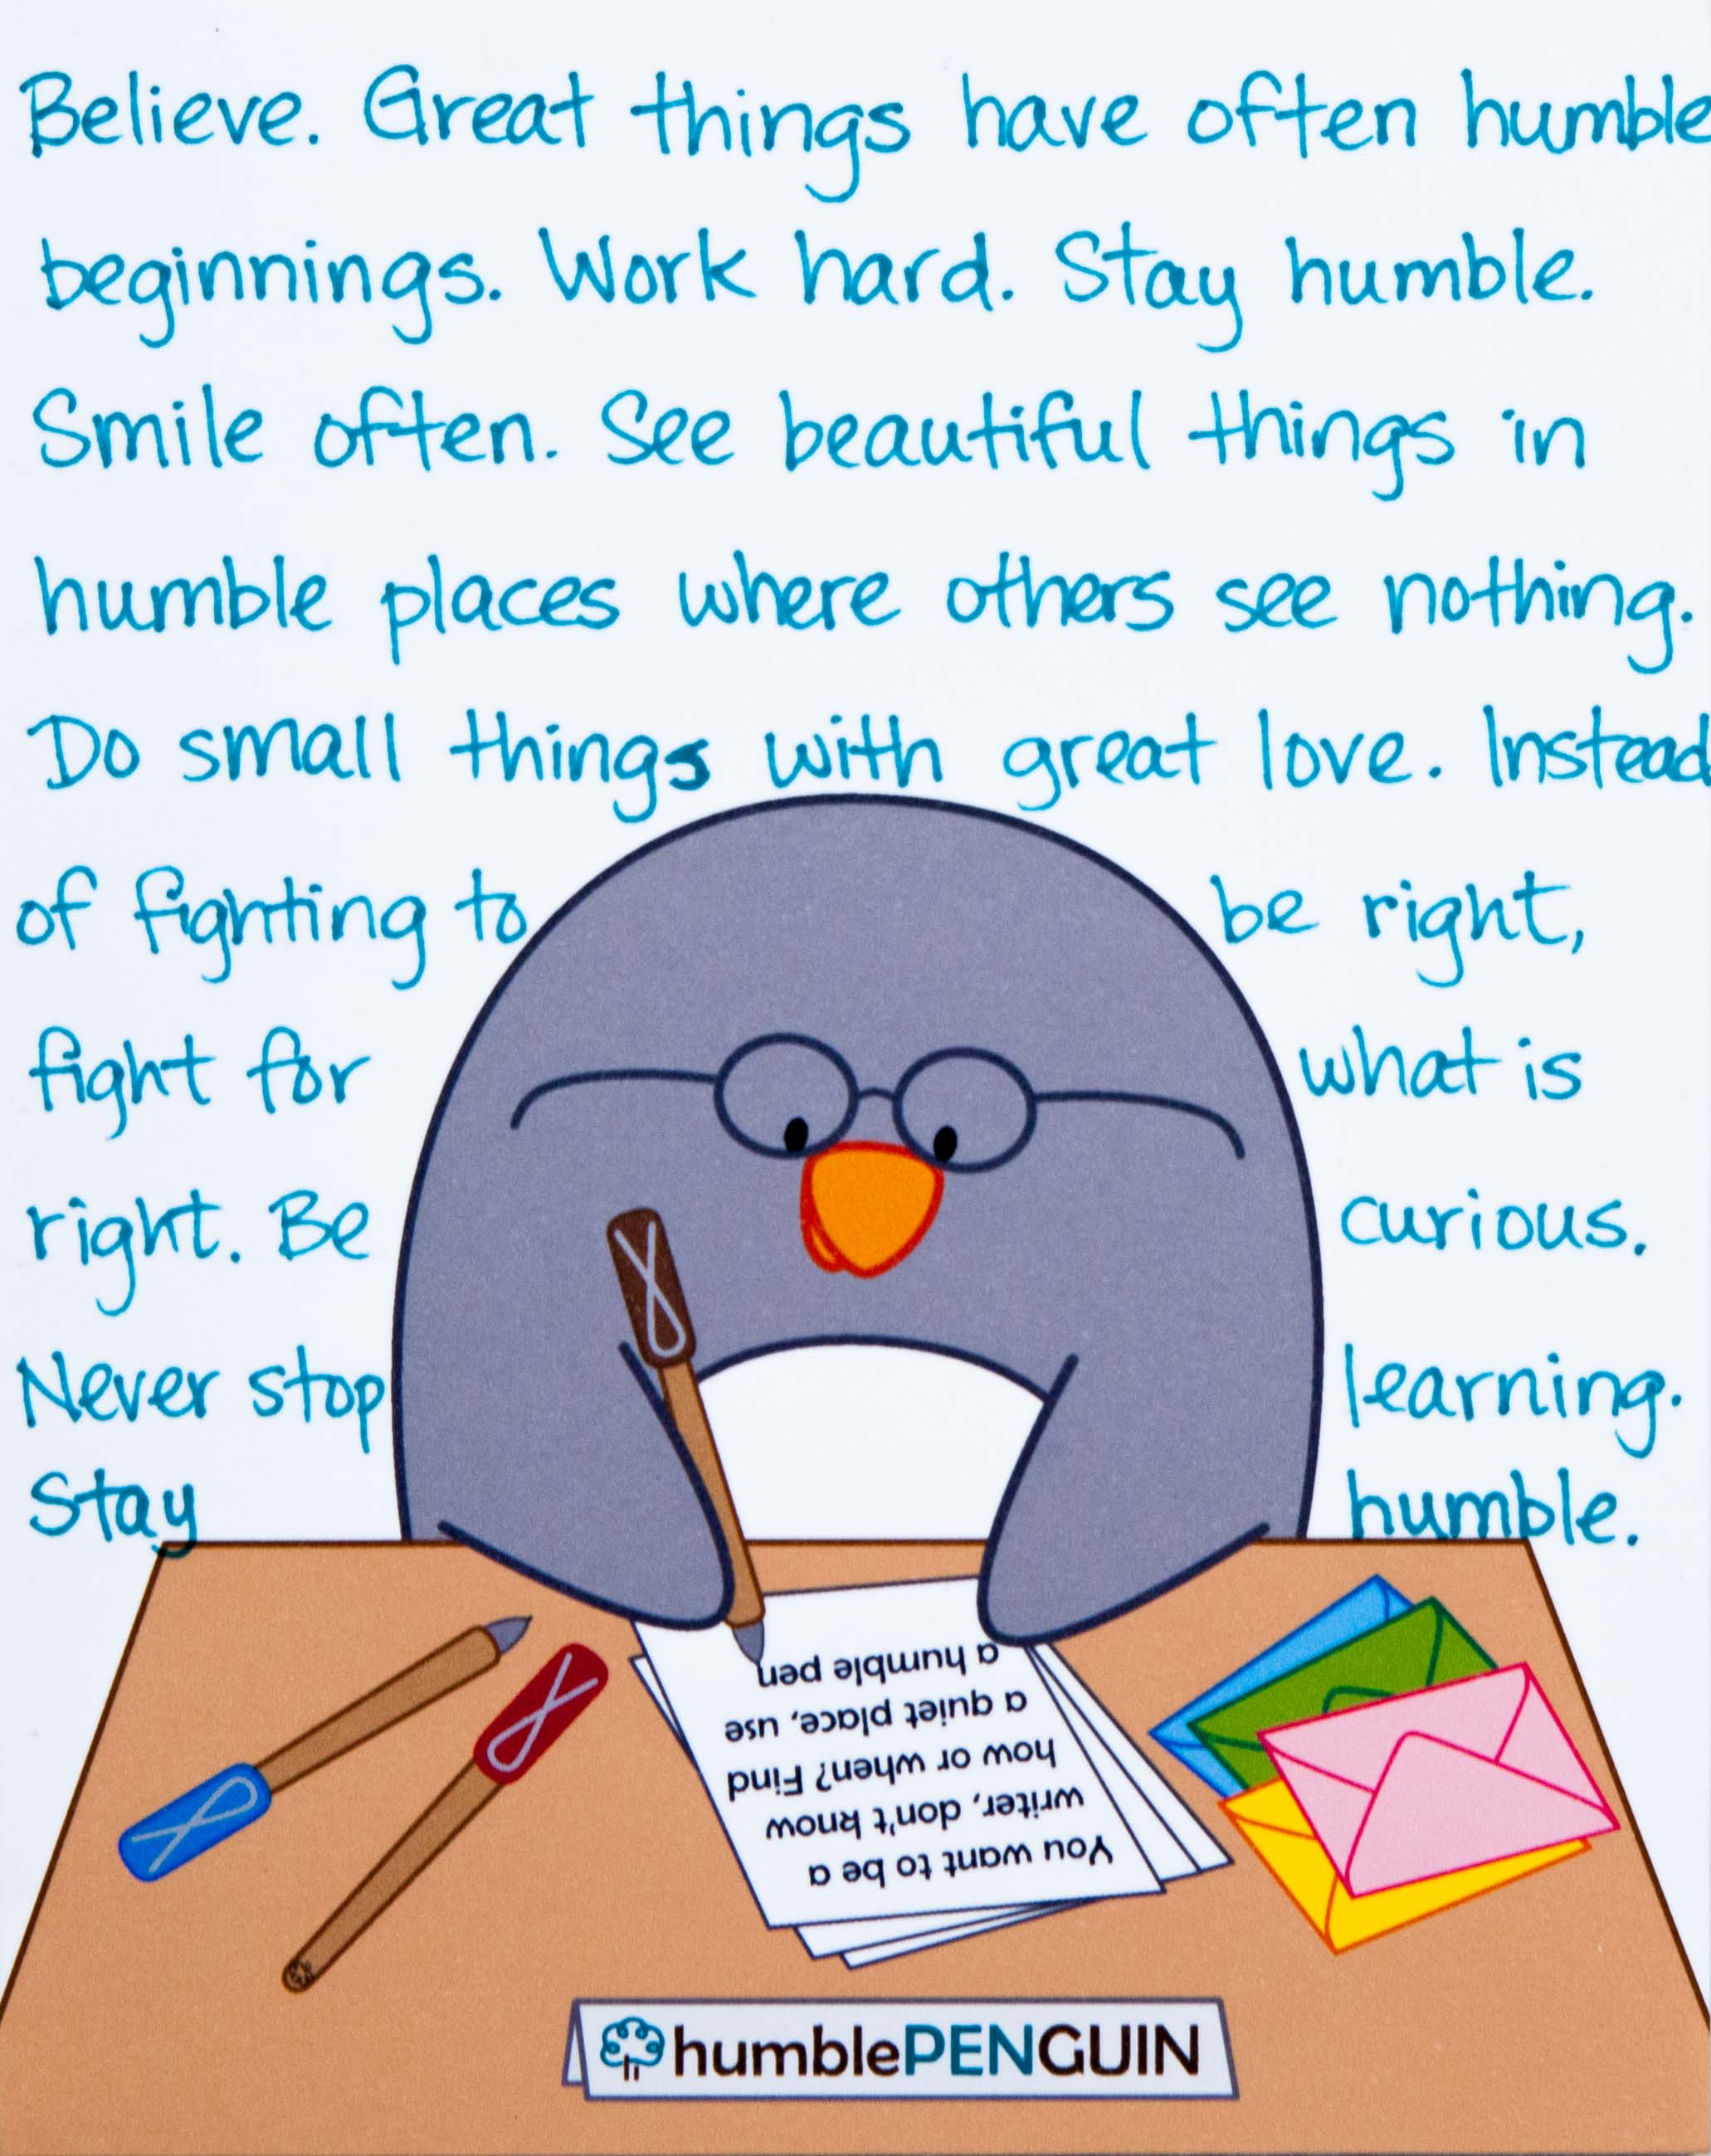 Believe. Great things have often humble
beginnings. Work hard. Stay humble.
Smile often. See beautiful things in
humble places where others see nothing.
Do small things with great love. Instead
of fighting to be right,
fight for what is
right. Be curious.
Never stop learning.
Stay humble.
You want to be a
writer, don't know
how or when? Find
a quiet place, use
a humble pen
humblePENGUIN